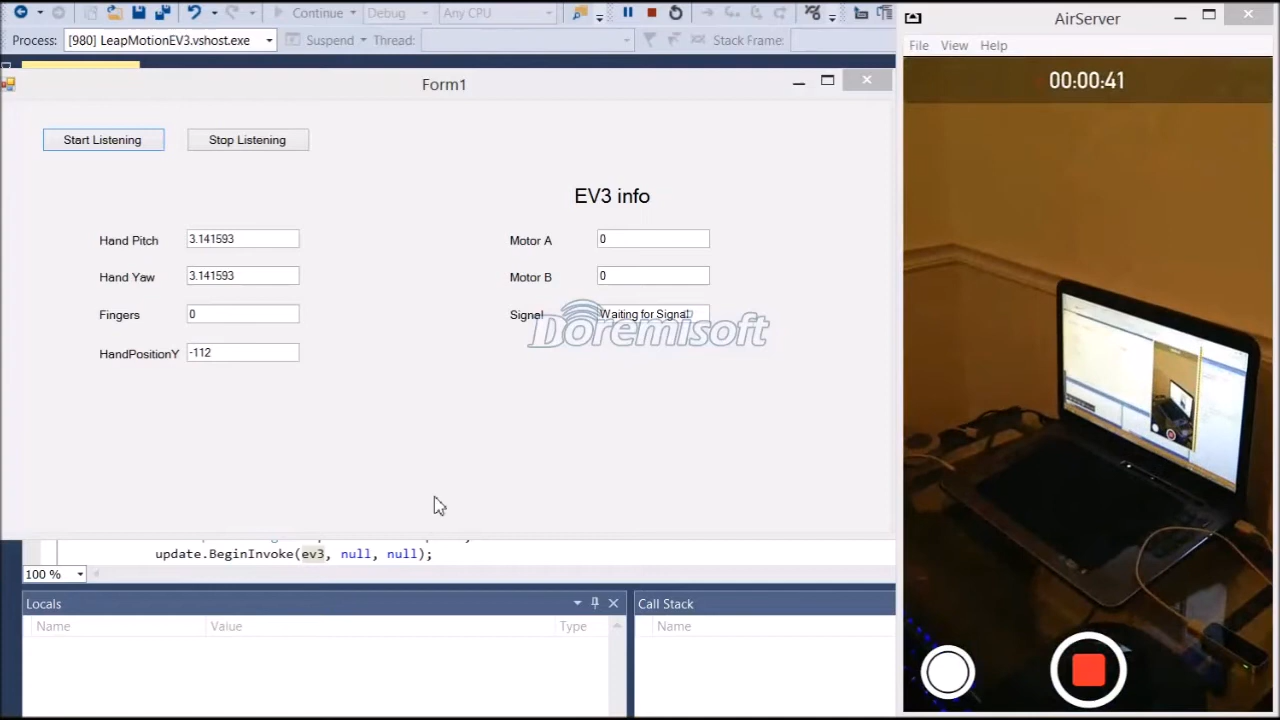 Continue Debug Any CPU
Process: [980] LeapMotionEV3.vshost.exe Suspend Thread: Stack Frame:
Form1
Start Listening Stop Listening
EV3 info
Hand Pitch 3.141593 Motor A 0
Hand Yaw 3.141593 Motor B 0
Fingers 0 Signal Waiting for Signal
Doremisoft
HandPositionY -112
update.BeginInvoke(ev3, null, null);
100 %
Locals Call Stack
Name Value Type Name
AirServer
File View Help
00:00:41